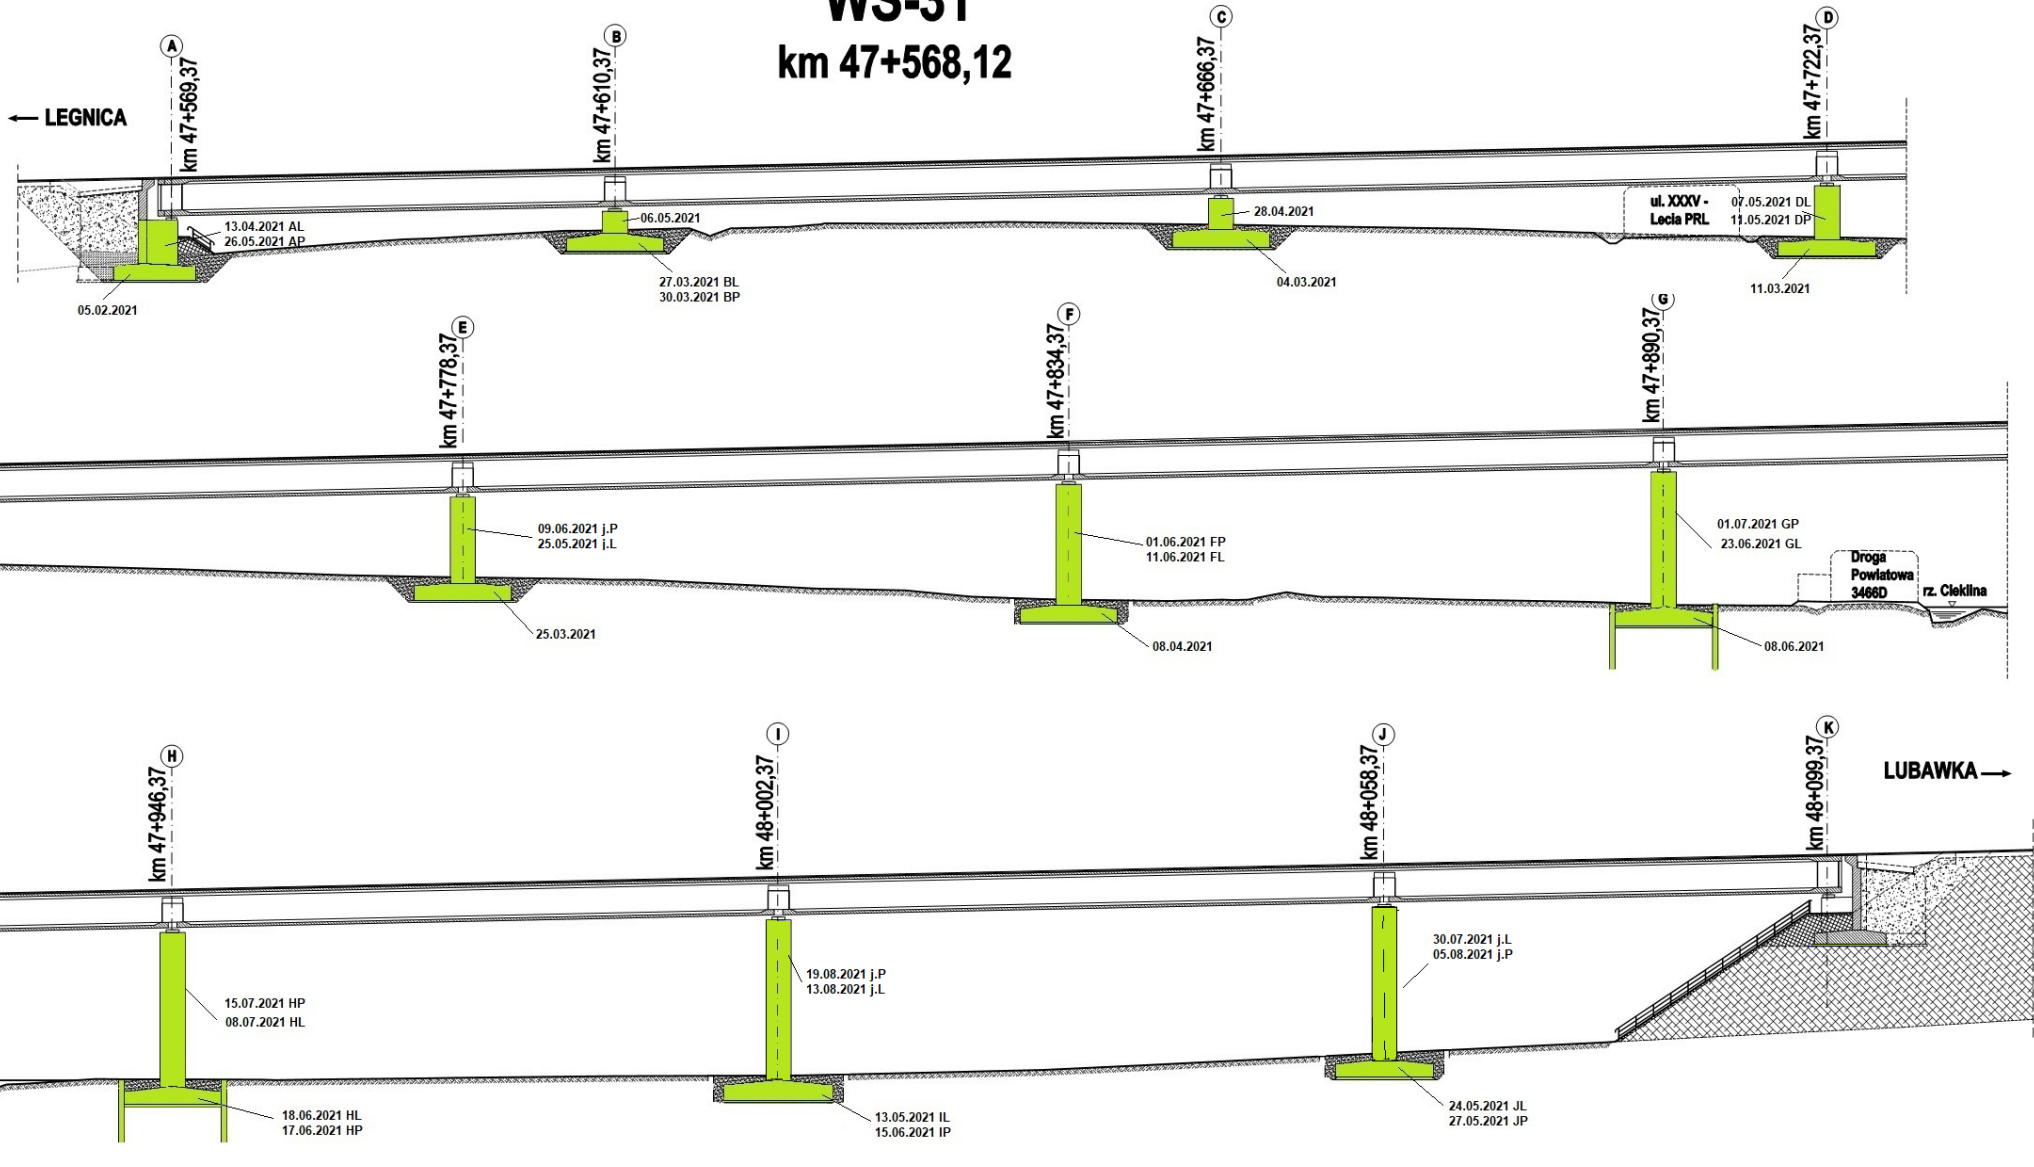 WS-31
km 47+568,12
A
B
C
D
km 47+569,37
km 47+610,37
km 47+666,37
km 47+722,37
← LEGNICA
13.04.2021 AL
26.05.2021 AP
05.02.2021
06.05.2021
27.03.2021 BL
30.03.2021 BP
28.04.2021
04.03.2021
ul. XXXV -
Lecia PRL
07.05.2021 DL
11.05.2021 DP
11.03.2021
E
F
G
km 47+778,37
km 47+834,37
km 47+890,37
09.06.2021 j.P
25.05.2021 j.L
25.03.2021
01.06.2021 FP
11.06.2021 FL
08.04.2021
01.07.2021 GP
23.06.2021 GL
08.06.2021
Droga
Powiatowa
3466D
rz. Cieklina
H
I
J
K
km 47+946,37
km 48+002,37
km 48+058,37
km 48+099,37
LUBAWKA →
15.07.2021 HP
08.07.2021 HL
18.06.2021 HL
17.06.2021 HP
19.08.2021 j.P
13.08.2021 j.L
13.05.2021 IL
15.06.2021 IP
30.07.2021 j.L
05.08.2021 j.P
24.05.2021 JL
27.05.2021 JP